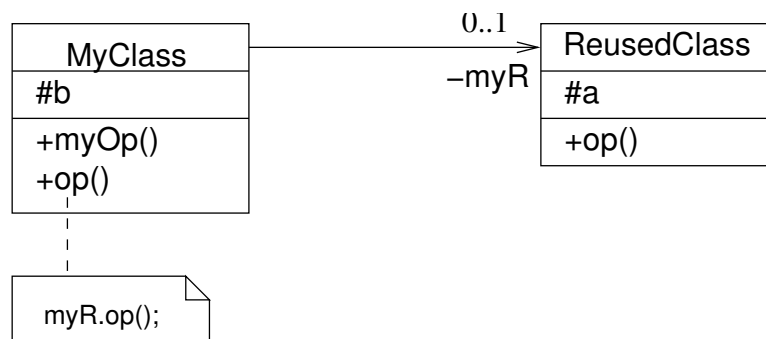 MyClass
#b
+myOp()
+op()
0..1
−myR
ReusedClass
#a
+op()
myR.op();